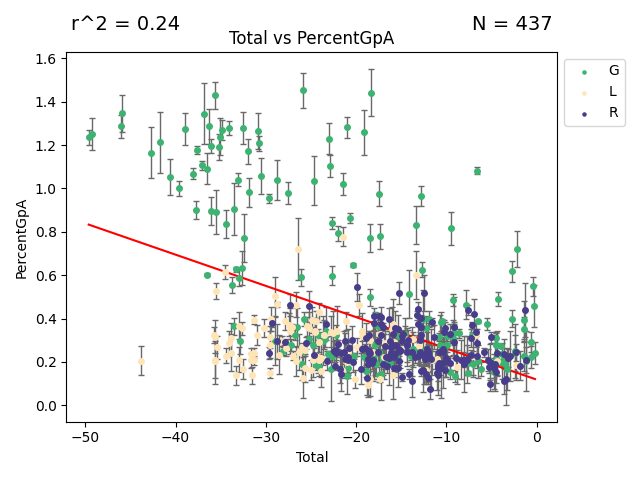 r^2 = 0.24 N = 437
Total vs PercentGpA
G
L
R
1.6
1.4
1.2
1.0
0.8
0.6
0.4
0.2
0.0
PercentGpA
−50 −40 −30 −20 −10 0
Total